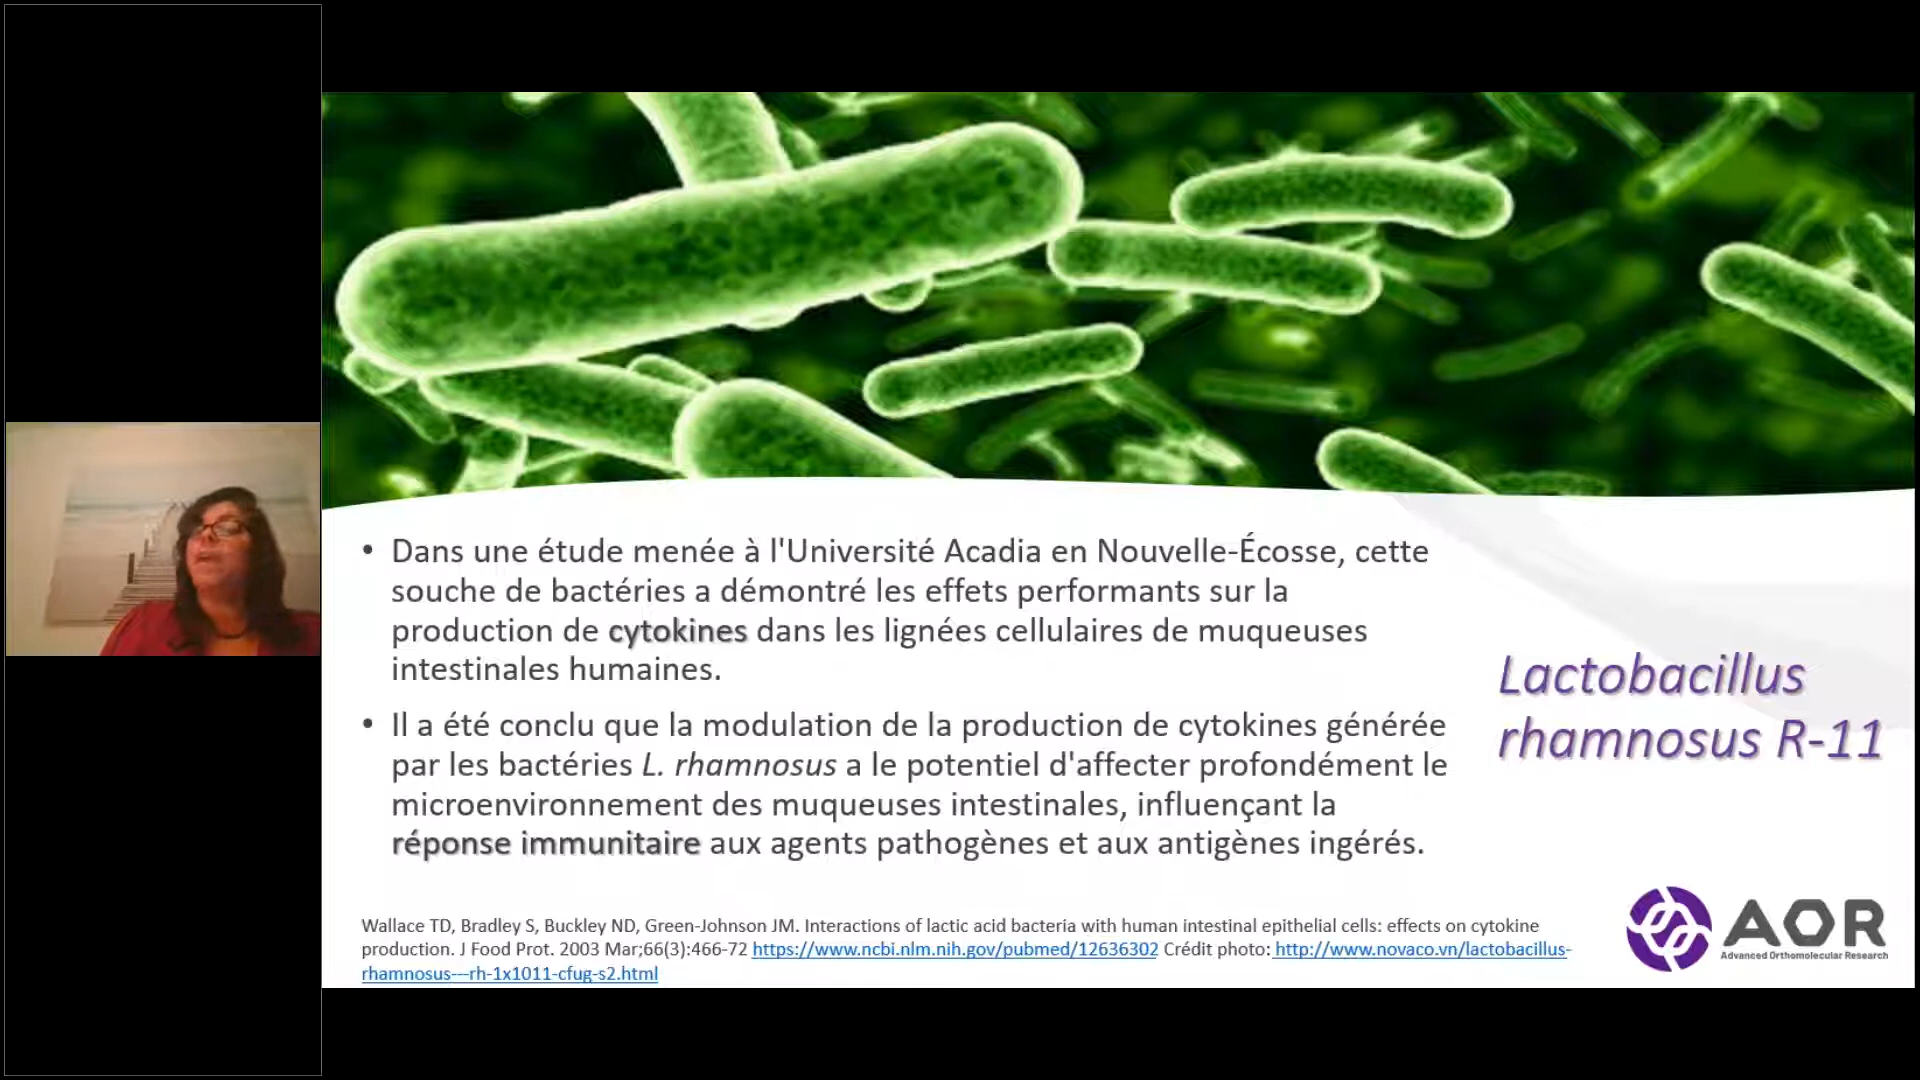 • Dans une étude menée à l'Université Acadia en Nouvelle-Écosse, cette
souche de bactéries a démontré les effets performants sur la
production de cytokines dans les lignées cellulaires de muqueuses
intestinales humaines.
• Il a été conclu que la modulation de la production de cytokines générée
par les bactéries L. rhamnosus a le potentiel d'affecter profondément le
microenvironnement des muqueuses intestinales, influençant la
réponse immunitaire aux agents pathogènes et aux antigènes ingérés.
Lactobacillus
rhamnosus R-11
Wallace TD, Bradley S, Buckley ND, Green-Johnson JM. Interactions of lactic acid bacteria with human intestinal epithelial cells: effects on cytokine
production. J Food Prot. 2003 Mar;66(3):466-72 https://www.ncbi.nlm.nih.gov/pubmed/12636302 Crédit photo: http://www.novaco.vn/lactobacillus-
rhamnosus---rh-1x1011-cfug-s2.html
AOR
Advanced Orthomolecular Research